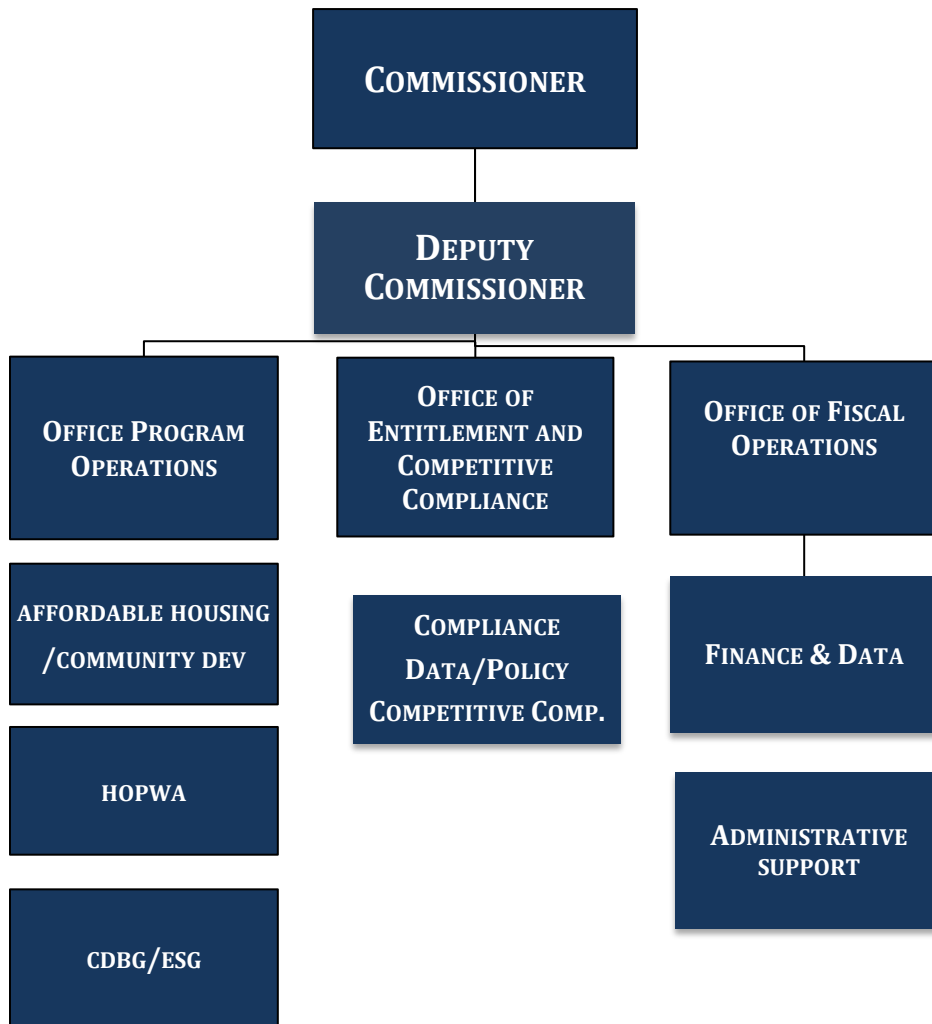 COMMISSIONER
DEPUTY
COMMISSIONER
OFFICE PROGRAM
OPERATIONS
OFFICE OF
ENTITLEMENT AND
COMPETITIVE
COMPLIANCE
OFFICE OF FISCAL
OPERATIONS
AFFORDABLE HOUSING
/COMMUNITY DEV
COMPLIANCE
DATA/POLICY
COMPETITIVE COMP.
FINANCE & DATA
HOPWA
ADMINISTRATIVE
SUPPORT
CDBG/ESG